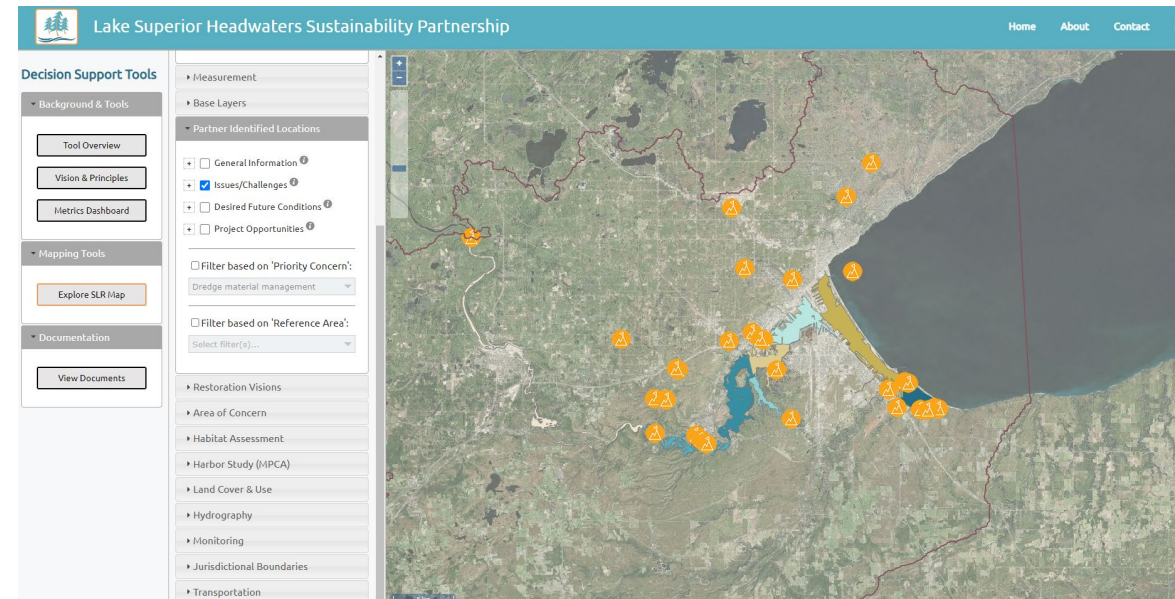 Lake Superior Headwaters Sustainability Partnership
Home
About
Contact
Decision Support Tools
Background & Tools
Tool Overview
Vision & Principles
Metrics Dashboard
Mapping Tools
Explore SLR Map
Documentation
View Documents
Measurement
Base Layers
Partner Identified Locations
General Information
Issues/Challenges
Desired Future Conditions
Project Opportunities
Filter based on 'Priority Concern':
Dredge material management
Filter based on 'Reference Area':
Select filter(s)...
Restoration Visions
Area of Concern
Habitat Assessment
Harbor Study (MPCA)
Land Cover & Use
Hydrography
Monitoring
Jurisdictional Boundaries
Transportation